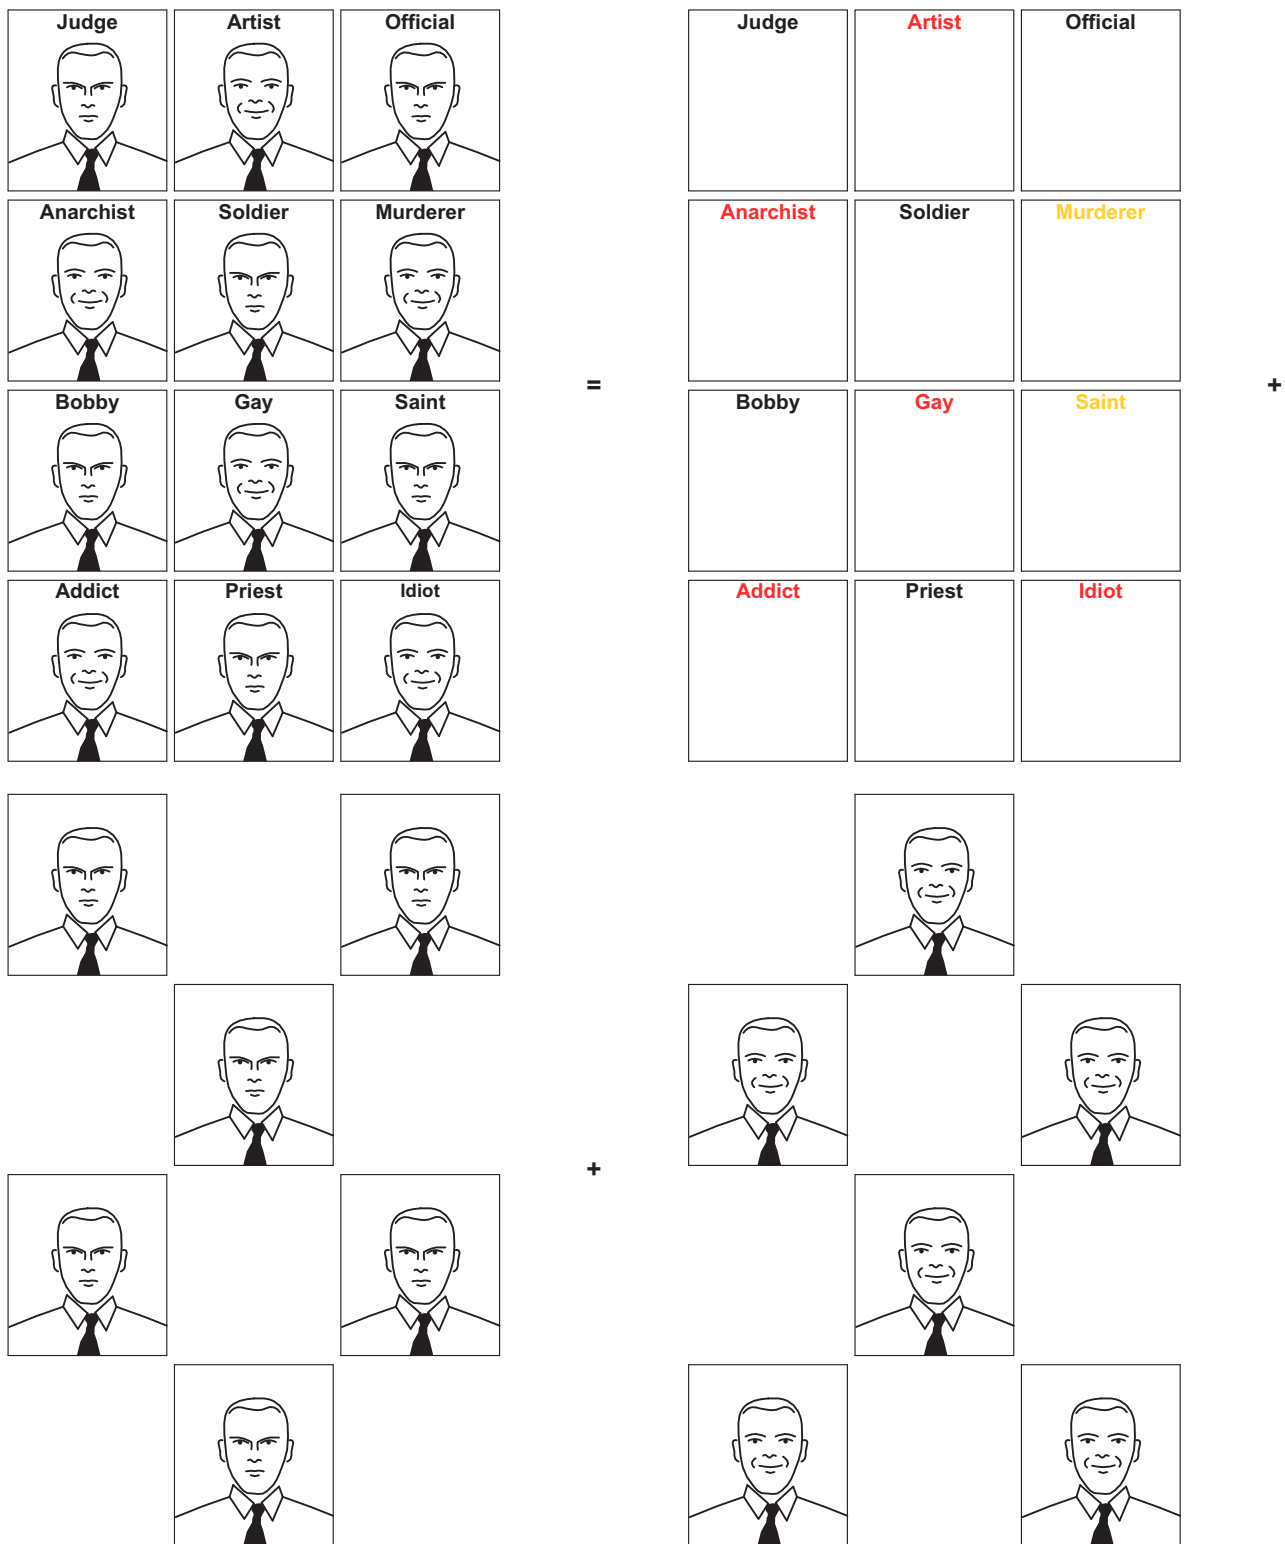 Judge Artist Official
Anarchist Soldier Murderer
Bobby Gay Saint
Addict Priest Idiot
=
Judge Artist Official
Anarchist Soldier Murderer
Bobby Gay Saint
Addict Priest Idiot
+
+